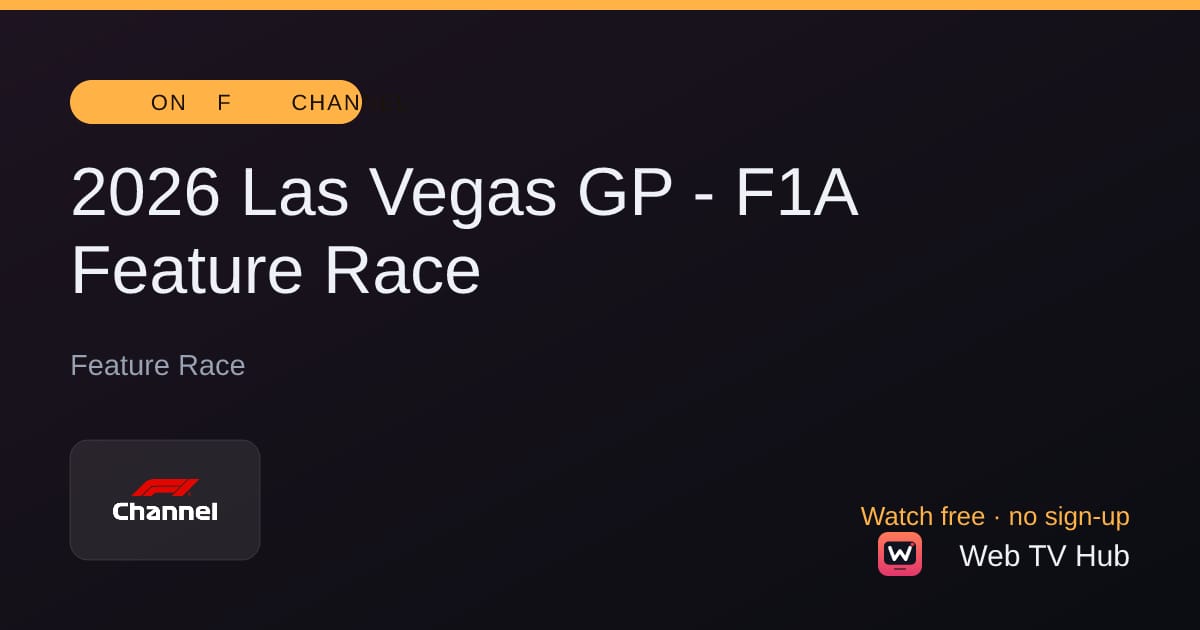 ON F CHANNEL
2026 Las Vegas GP - F1A
Feature Race
Feature Race
Channel
Watch free · no sign-up
W Web TV Hub